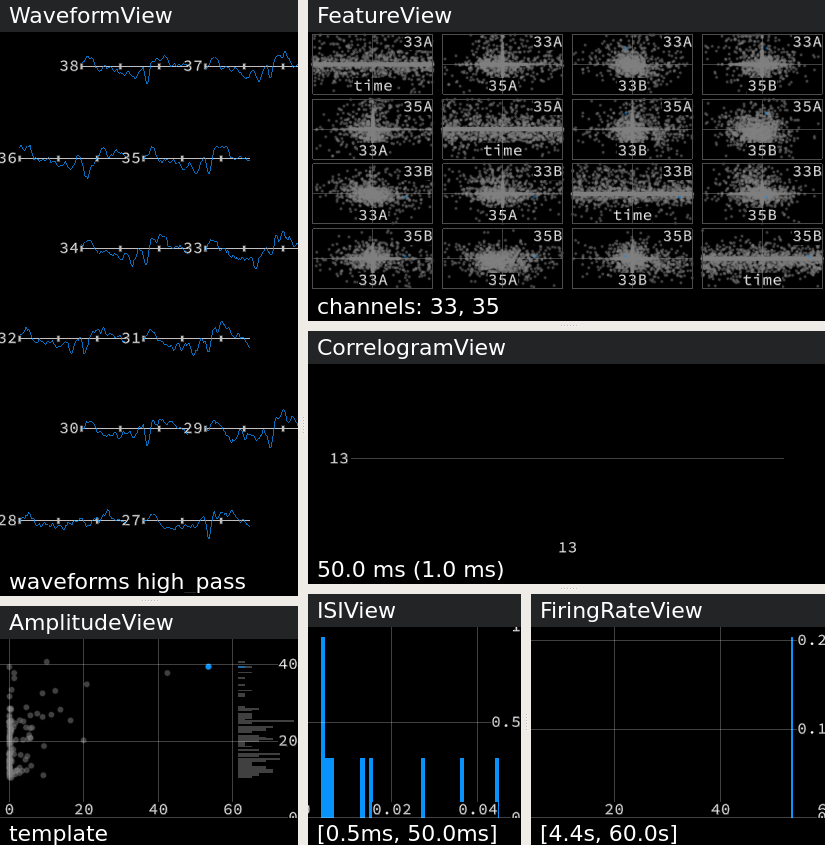 WaveformView
38 37
36 35
34 33
32 31
30 29
28 27
waveforms high_pass
FeatureView
33A 33A 33A 33A
time 35A 33B 35B
35A 35A 35A 35A
33A time 33B 35B
33B 33B 33B 33B
33A 35A time 35B
35B 35B 35B 35B
33A 35A 33B time
channels: 33, 35
CorrelogramView
13
13
50.0 ms (1.0 ms)
AmplitudeView
40
20
0 20 40 60
template
ISIView
0.5
0.02 0.04
[0.5ms, 50.0ms]
FiringRateView
0.2
0.1
20 40
[4.4s, 60.0s]